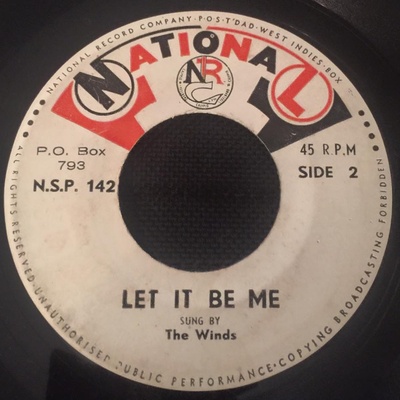 NATIONAL RECORD COMPANY-P-O-S-T'DAD-WEST INDIES-BOX
NATIONAL
NR
P.O. Box
793
45 R.P.M
N.S.P. 142
SIDE 2
LET IT BE ME
SUNG BY
The Winds
ALL RIGHTS RESERVED-UNAUTHORISED PUBLIC PERFORMANCE-COPYING BROADCASTING FORBIDDEN